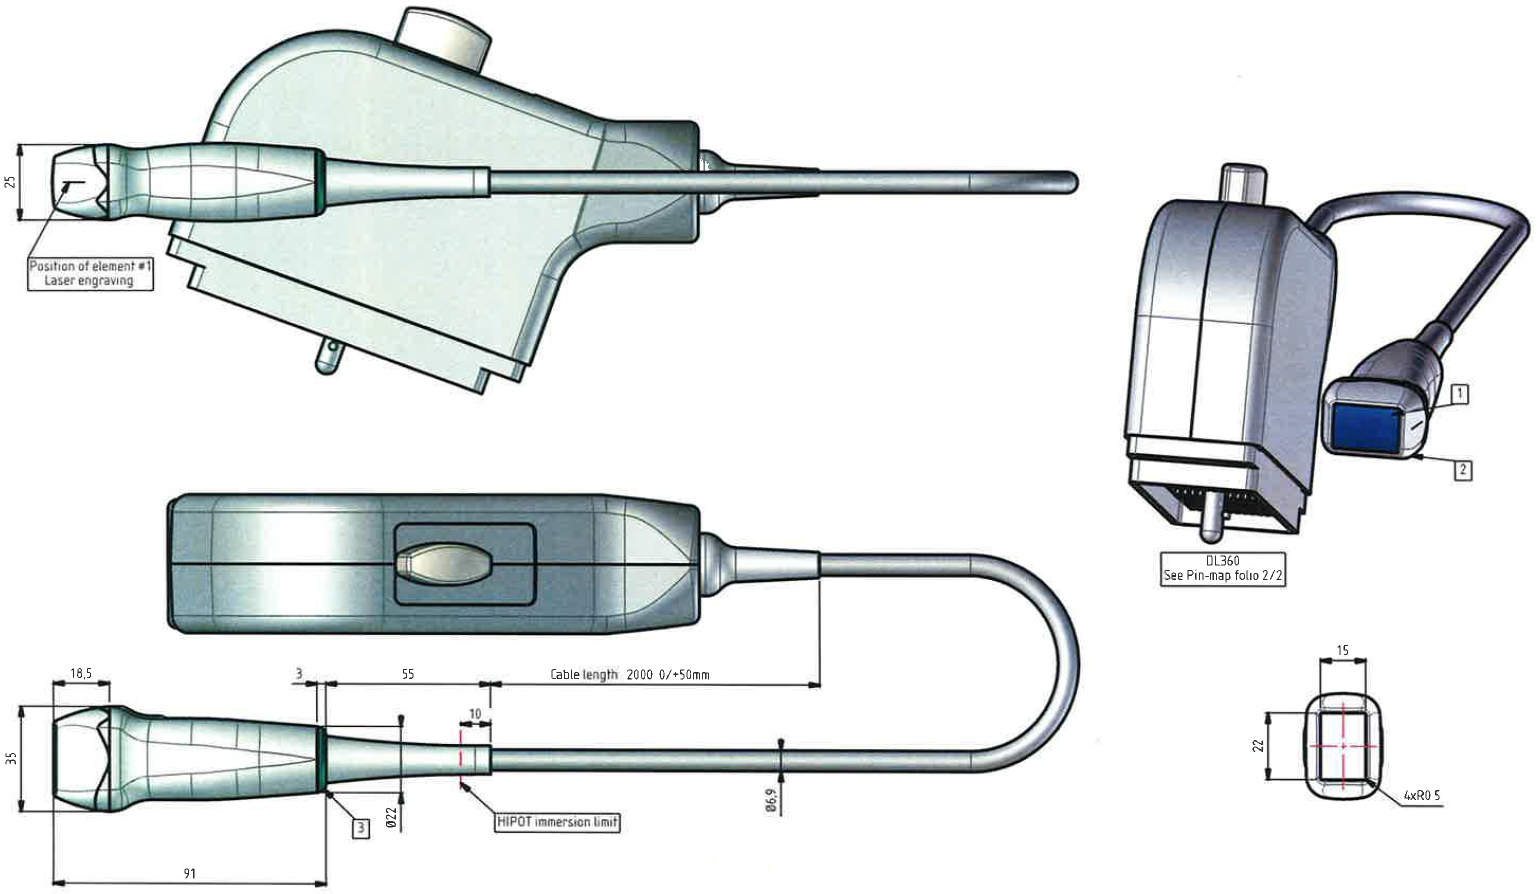 25
Position of element #1
Laser engraving
1
2
DL360
See Pin-map folio 2/2
18,5
3
55
Cable length 2000 0/+50mm
10
35
Ø22
Ø6,9
3
HIPOT immersion limit
91
15
22
4xR0 5